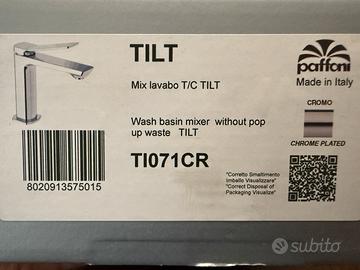 TILT
paffoni
Made in Italy
Mix lavabo T/C TILT
CROMO
Wash basin mixer without pop
up waste TILT
CHROME PLATED
TI071CR
8020913575015
"Corretto Smaltimento
Imballo Visualizzare"
"Correct Disposal of
Packaging Visualize"
subito